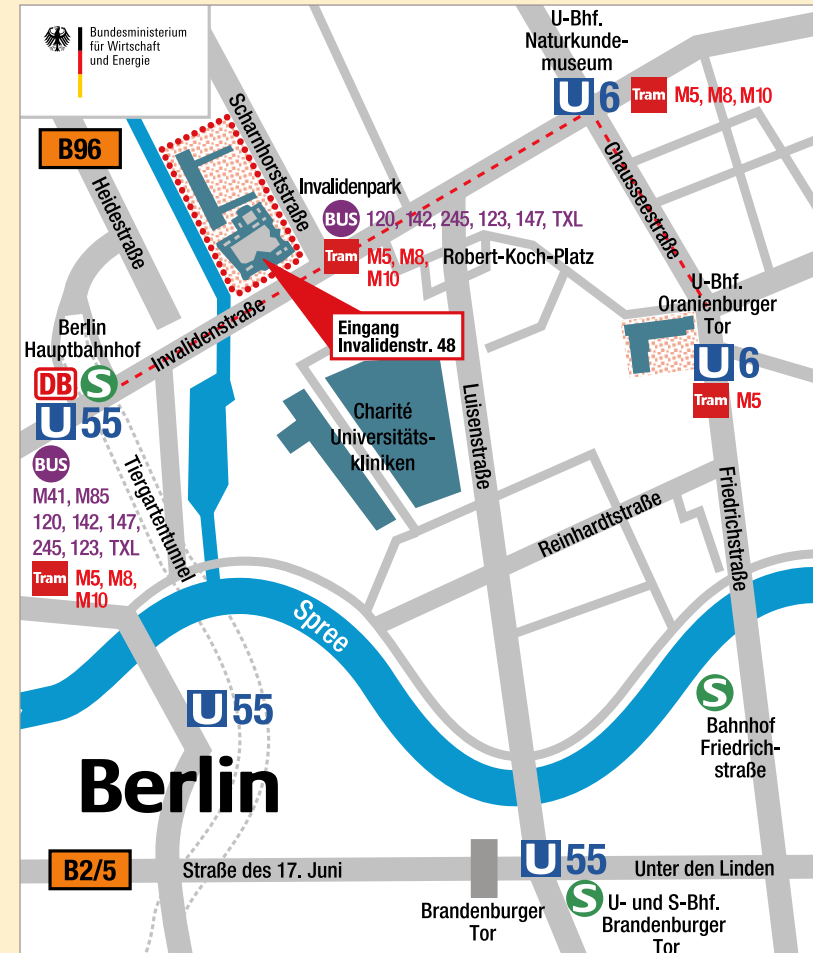 Bundesministerium
für Wirtschaft
und Energie
U-Bhf.
Naturkunde-
museum
U 6 Tram M5, M8, M10
B96
Heidestraße
Scharnhorststraße
Invalidenpark
BUS 120, 142, 245, 123, 147, TXL
Tram M5, M8,
M10
Robert-Koch-Platz
Chausseestraße
U-Bhf.
Oranienburger
Tor
U 6
Tram M5
Invalidenstraße
Eingang
Invalidenstr. 48
Berlin
Hauptbahnhof
DB S
U 55
BUS
M41, M85
120, 142, 147,
245, 123, TXL
Tram M5, M8,
M10
Tiergartentunnel
Charité
Universitäts-
kliniken
Luisenstraße
Reinhardtstraße
Friedrichstraße
Spree
U 55
S
Bahnhof
Friedrich-
straße
Berlin
B2/5
Straße des 17. Juni
U 55
Unter den Linden
Brandenburger
Tor
S U- und S-Bhf.
Brandenburger
Tor